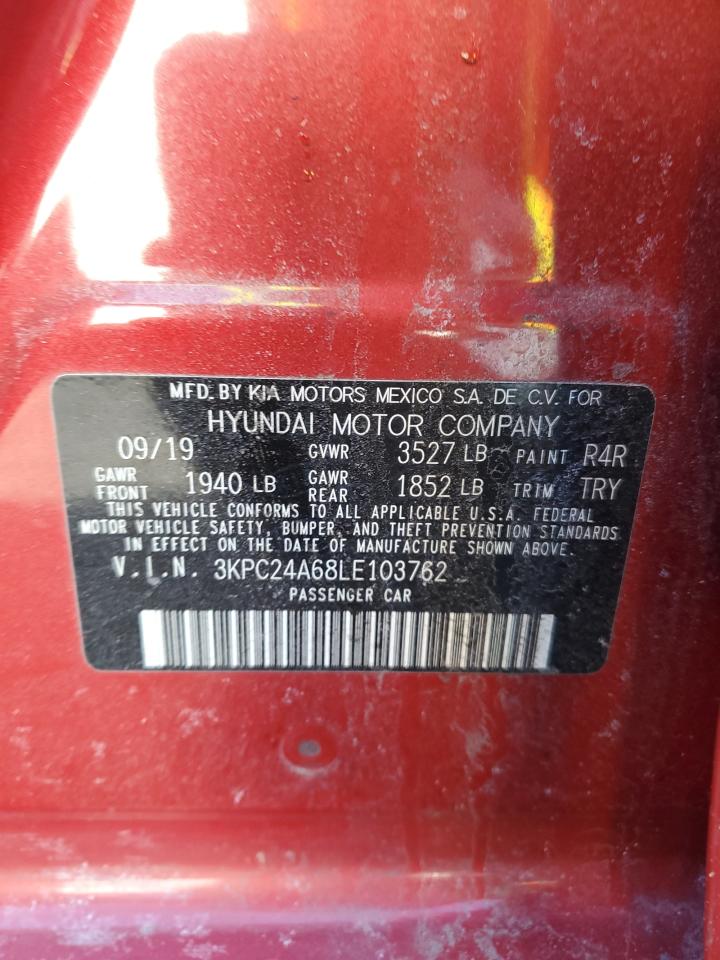 MFD. BY KIA MOTORS MEXICO S.A. DE C.V. FOR
HYUNDAI MOTOR COMPANY
09/19 GVWR 3527 LB PAINT R4R
GAWR FRONT 1940 LB GAWR REAR 1852 LB TRIM TRY
THIS VEHICLE CONFORMS TO ALL APPLICABLE U.S.A. FEDERAL
MOTOR VEHICLE SAFETY, BUMPER, AND THEFT PREVENTION STANDARDS
IN EFFECT ON THE DATE OF MANUFACTURE SHOWN ABOVE.
V.I.N. 3KPC24A68LE103762
PASSENGER CAR